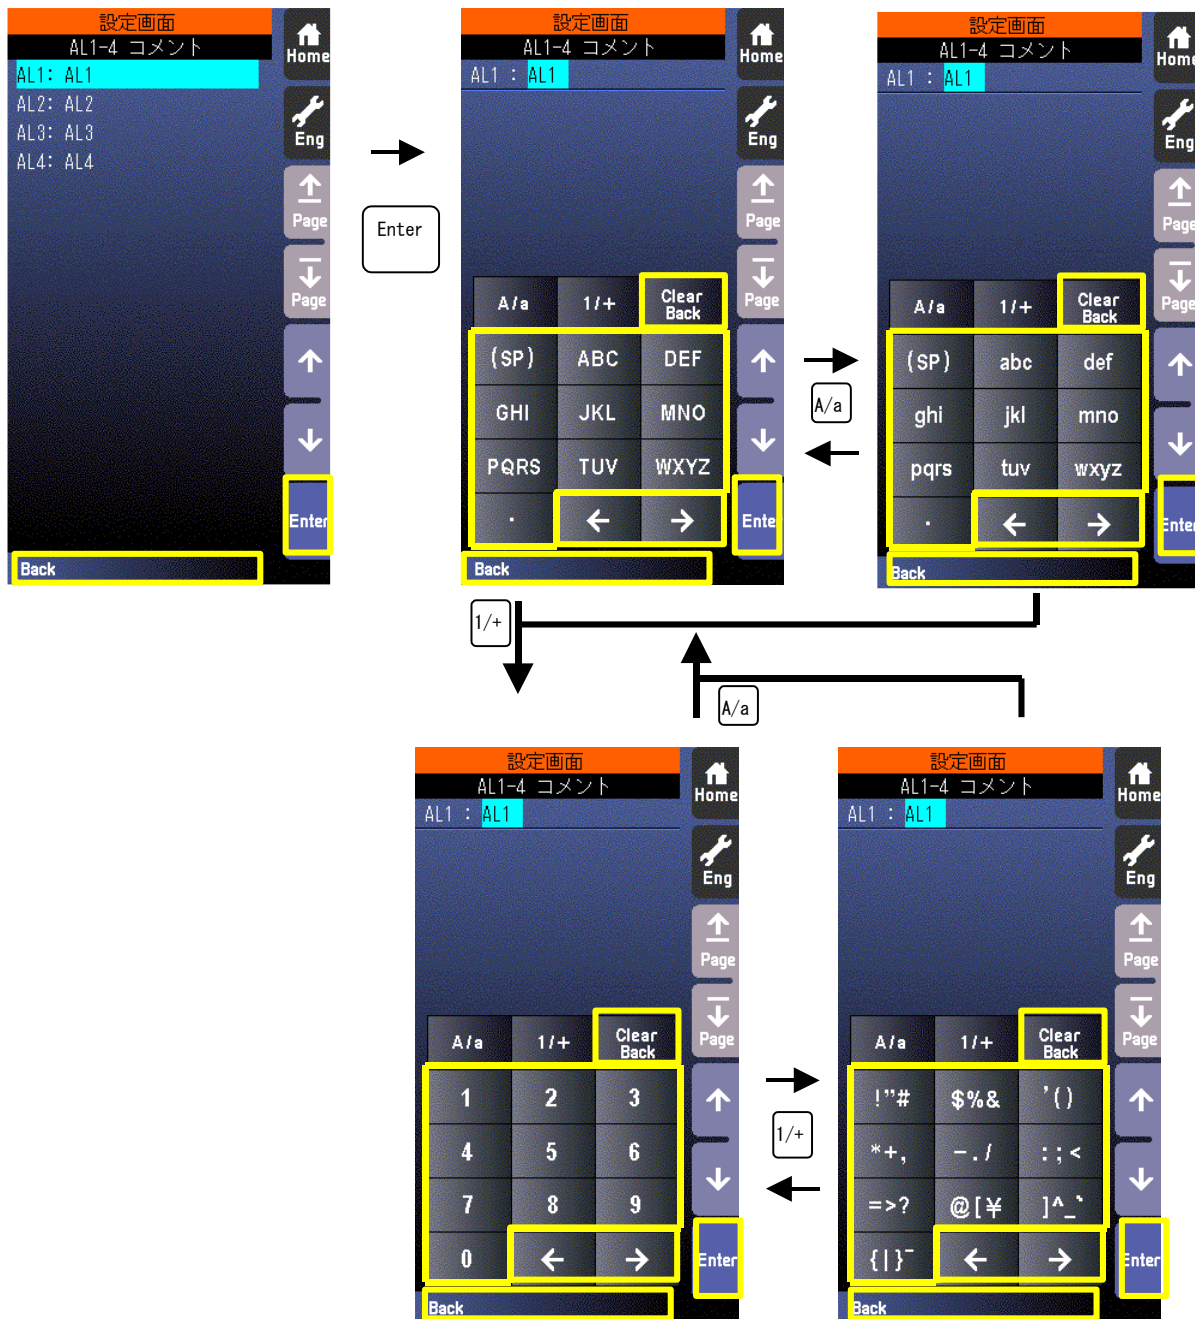 設定画面
AL1-4 コメント
AL1: AL1
AL2: AL2
AL3: AL3
AL4: AL4
Home
Eng
Page
Page
Enter
Back
Enter
設定画面
AL1-4 コメント
AL1 : AL1
Home
Eng
Page
Page
A/a 1/+ Clear Back
(SP) ABC DEF
GHI JKL MNO
PQRS TUV WXYZ
. ← →
Enter
Back
A/a
設定画面
AL1-4 コメント
AL1 : AL1
Home
Eng
Page
Page
A/a 1/+ Clear Back
(SP) abc def
ghi jkl mno
pqrs tuv wxyz
. ← →
Enter
Back
1/+
A/a
設定画面
AL1-4 コメント
AL1 : AL1
Home
Eng
Page
Page
A/a 1/+ Clear Back
1 2 3
4 5 6
7 8 9
0 ← →
Enter
Back
1/+
設定画面
AL1-4 コメント
AL1 : AL1
Home
Eng
Page
Page
A/a 1/+ Clear Back
!"# $%& '()
*+, -./ :;<
=>? @[¥ ]^_`
{|}‾ ← →
Enter
Back